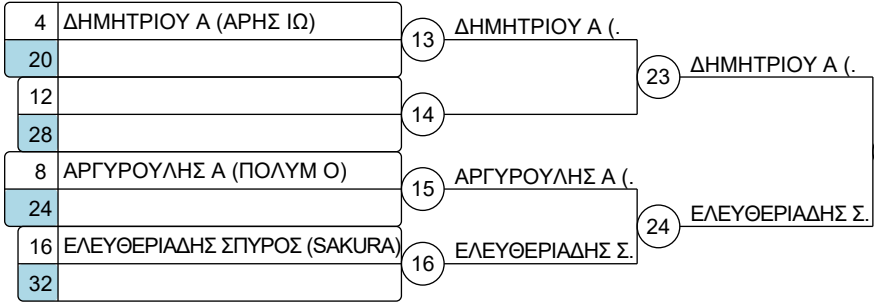 4 ΔΗΜΗΤΡΙΟΥ Α (ΑΡΗΣ ΙΩ)
20
13 ΔΗΜΗΤΡΙΟΥ Α (.
12
28
14
23 ΔΗΜΗΤΡΙΟΥ Α (.
8 ΑΡΓΥΡΟΥΛΗΣ Α (ΠΟΛΥΜ Ο)
24
15 ΑΡΓΥΡΟΥΛΗΣ Α (.
16 ΕΛΕΥΘΕΡΙΑΔΗΣ ΣΠΥΡΟΣ (SAKURA)
32
16 ΕΛΕΥΘΕΡΙΑΔΗΣ Σ.
24 ΕΛΕΥΘΕΡΙΑΔΗΣ Σ.